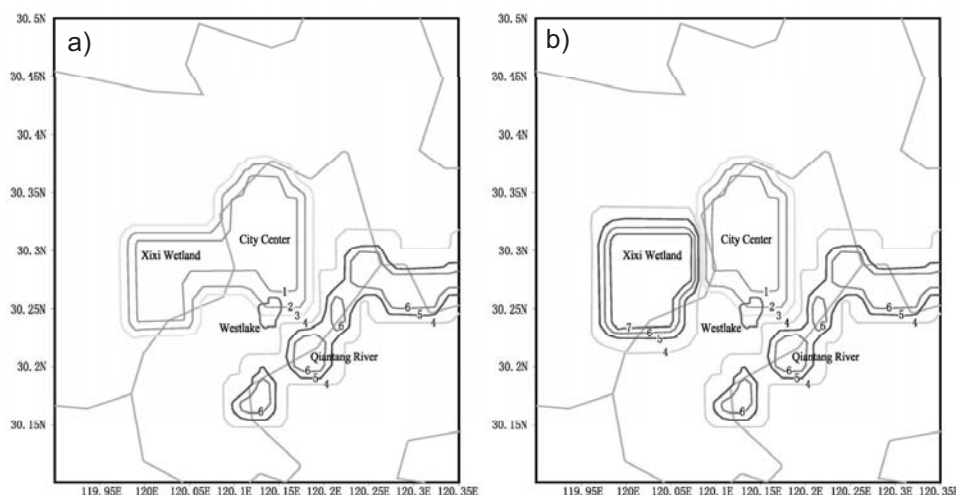 a)
30.5N
30.45N
30.4N
30.35N
30.3N
30.25N
30.2N
30.15N
Xixi Wetland
City Center
Westlake
Qiantang River
1
2
3
4
6
6
5
4
6
5
4
6
119.95E 120E 120.05E 120.1E 120.15E 120.2E 120.25E 120.3E 120.35E
b)
30.5N
30.45N
30.4N
30.35N
30.3N
30.25N
30.2N
30.15N
Xixi Wetland
City Center
Westlake
Qiantang River
7
6
5
4
1
2
3
4
6
6
5
4
6
5
4
6
119.95E 120E 120.05E 120.1E 120.15E 120.2E 120.25E 120.3E 120.35E